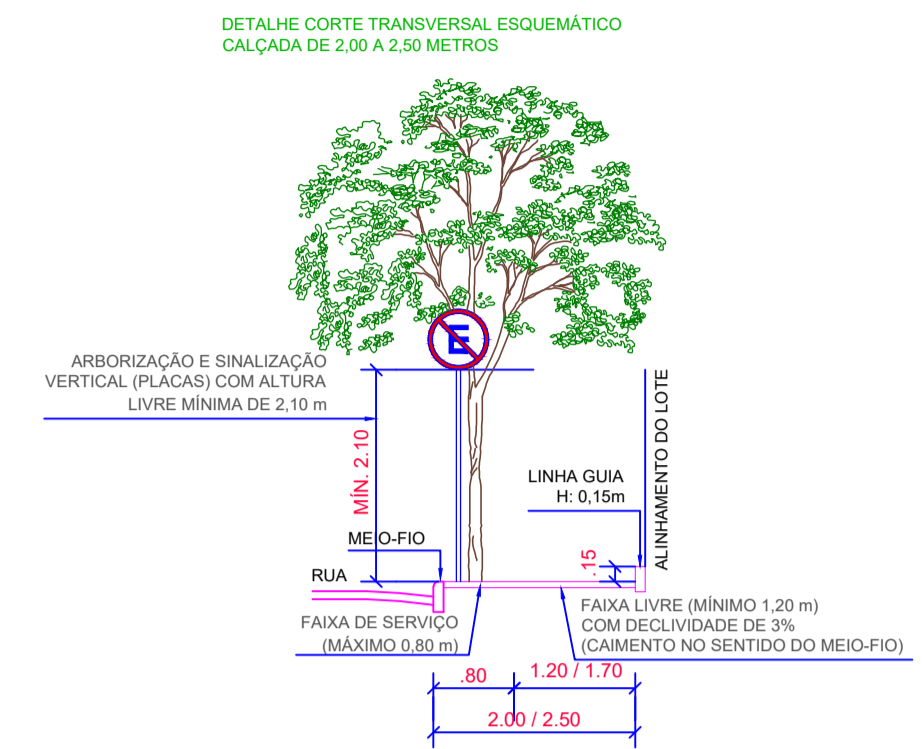 DETALHE CORTE TRANSVERSAL ESQUEMÁTICO
CALÇADA DE 2,00 A 2,50 METROS
E
ARBORIZAÇÃO E SINALIZAÇÃO
VERTICAL (PLACAS) COM ALTURA
LIVRE MÍNIMA DE 2,10 m
MÍN. 2.10
ALINHAMENTO DO LOTE
LINHA GUIA
H: 0,15m
MEIO-FIO
.15
RUA
FAIXA DE SERVIÇO
(MÁXIMO 0,80 m)
FAIXA LIVRE (MÍNIMO 1,20 m)
COM DECLIVIDADE DE 3%
(CAIMENTO NO SENTIDO DO MEIO-FIO)
.80
1.20 / 1.70
2.00 / 2.50